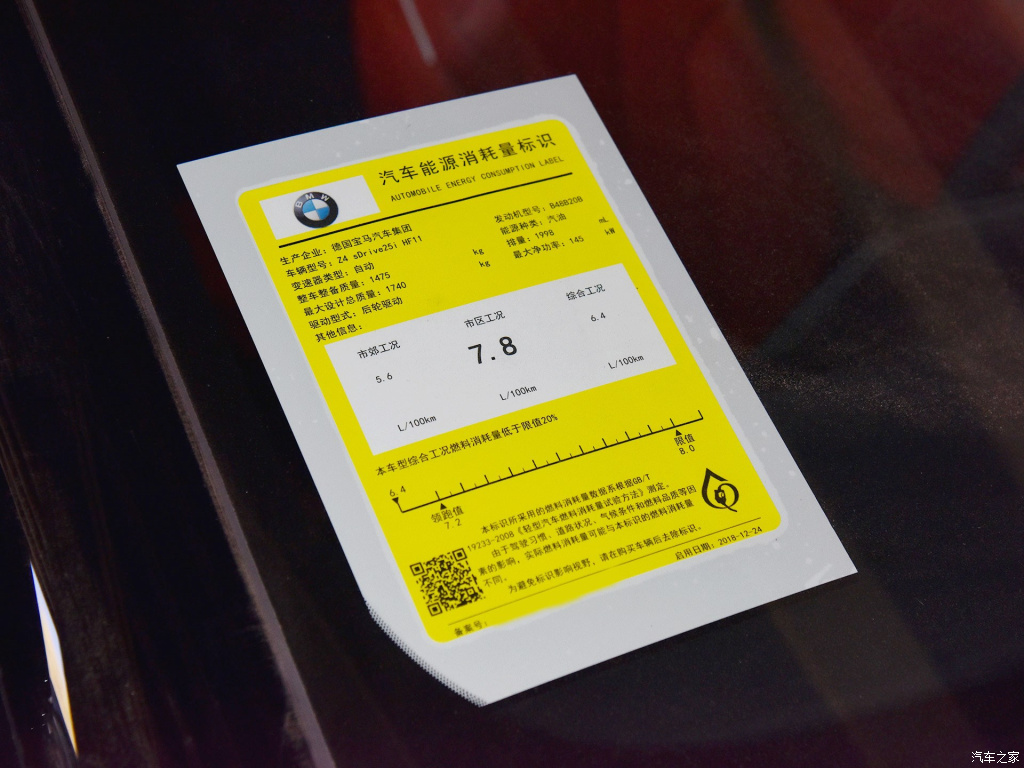 汽车能源消耗量标识
AUTOMOBILE ENERGY CONSUMPTION LABEL
BMW
生产企业：德国宝马汽车集团
车辆型号：Z4 sDrive25i HF11
变速器类型：自动
整车整备质量：1475 kg
最大设计总质量：1740 kg
驱动型式：后轮驱动
其他信息：
发动机型号：B48B20B
能源种类：汽油
排量：1998 mL
最大净功率：145 kW
市郊工况
5.6
L/100km
市区工况
7.8
L/100km
综合工况
6.4
L/100km
本车型综合工况燃料消耗量低于限值20%
6.4
领跑值
7.2
限值
8.0
本标识所采用的燃料消耗量数据系根据GB/T
19233-2008《轻型汽车燃料消耗量试验方法》测定。
由于驾驶习惯、道路状况、气候条件和燃料品质等因
素的影响，实际燃料消耗量可能与本标识的燃料消耗量
不同。
为避免标识影响视野，请在购买车辆后去除标识。
备案号：
启用日期：2018-12-24
汽车之家